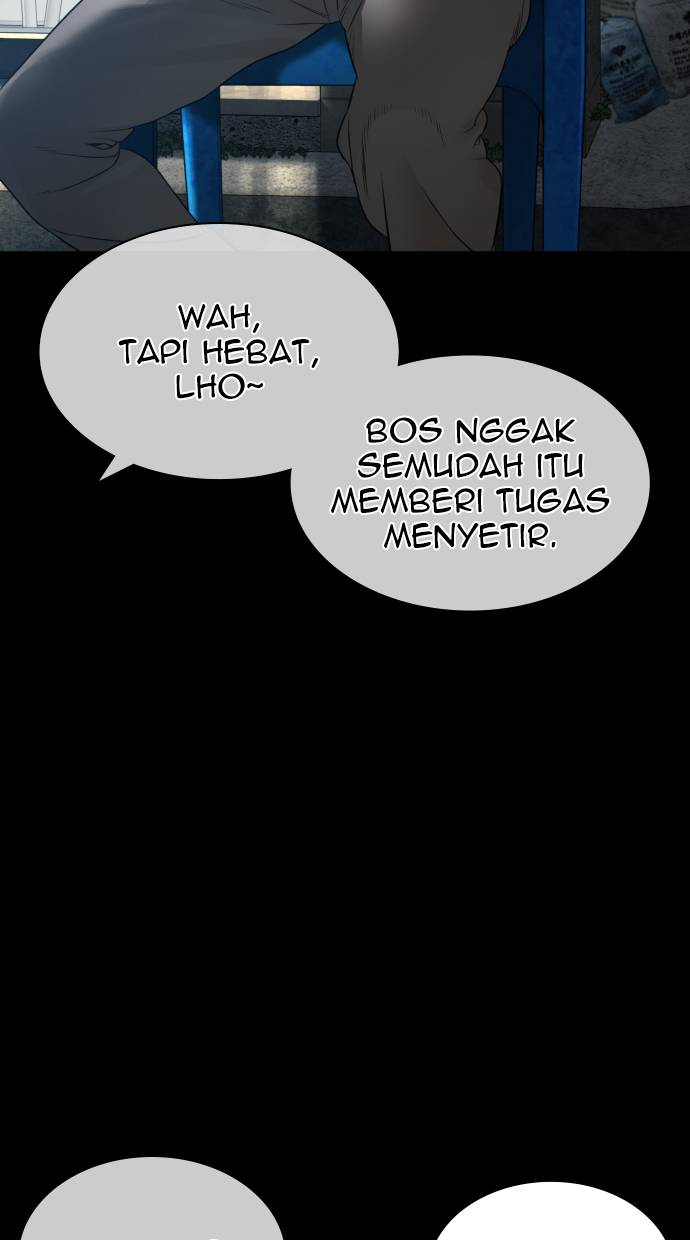 WAH,
TAPI HEBAT,
LHO~
BOS NGGAK
SEMUDAH ITU
MEMBERI TUGAS
MENYETIR.